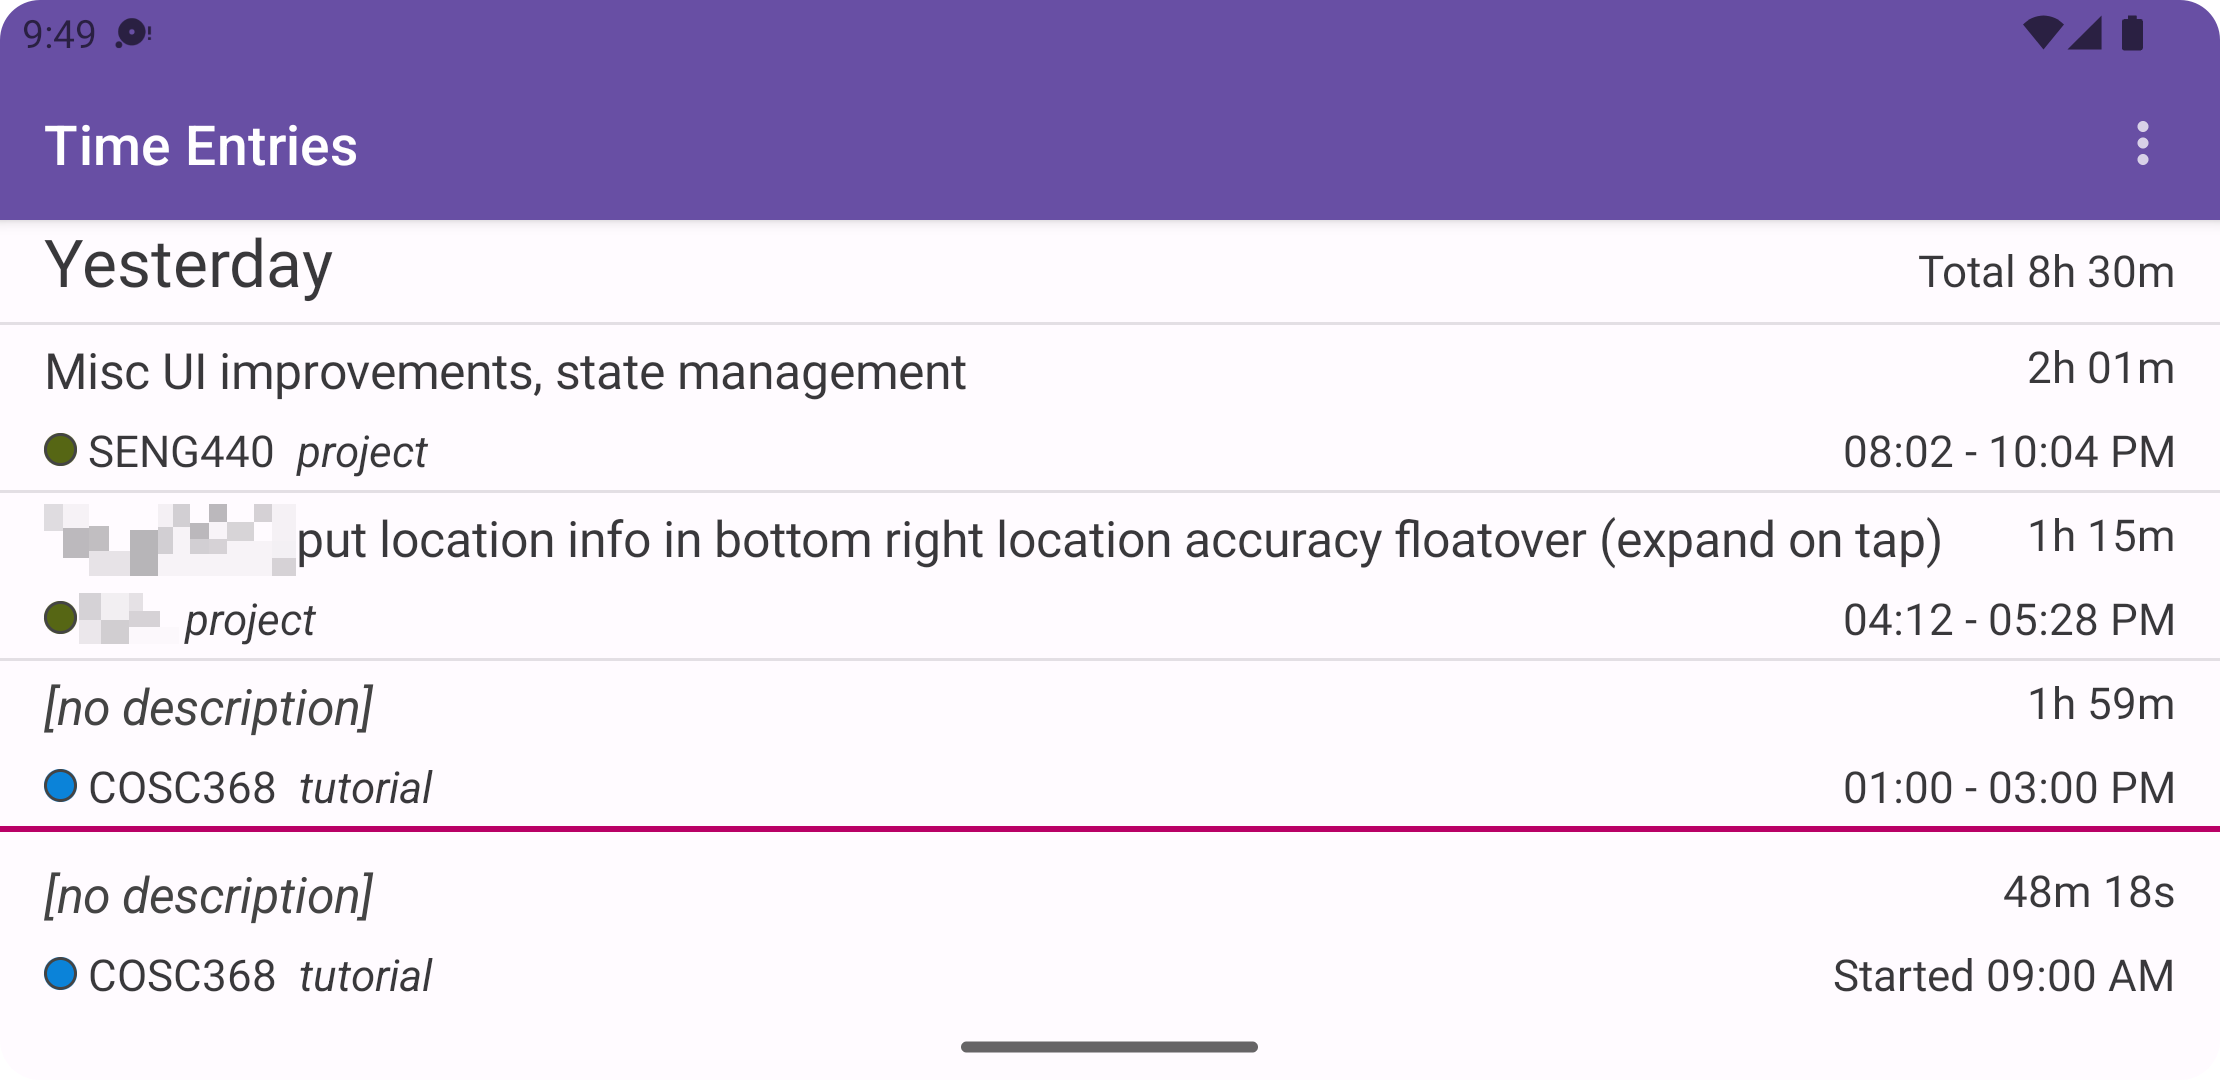 9:49
Time Entries
Yesterday Total 8h 30m
Misc UI improvements, state management 2h 01m
SENG440 project 08:02 - 10:04 PM
put location info in bottom right location accuracy floatover (expand on tap) 1h 15m
project 04:12 - 05:28 PM
[no description] 1h 59m
COSC368 tutorial 01:00 - 03:00 PM
[no description] 48m 18s
COSC368 tutorial Started 09:00 AM